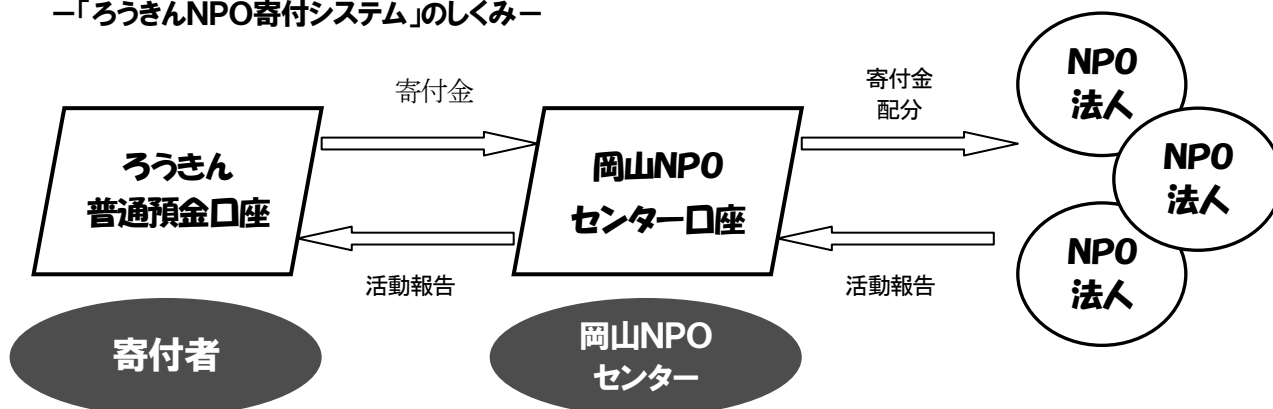 －「ろうきんNPO寄付システム」のしくみ－
寄付金
寄付金
配分
ろうきん
普通預金口座
岡山NPO
センター口座
NPO
法人
NPO
法人
NPO
法人
活動報告
活動報告
寄付者
岡山NPO
センター